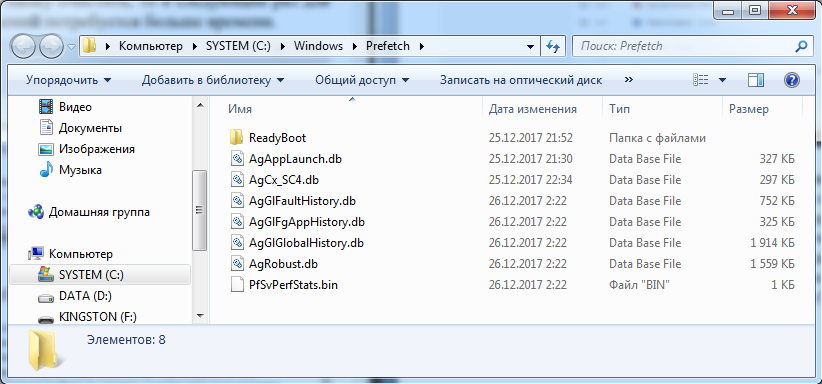 Компьютер SYSTEM (C:) Windows Prefetch
Поиск: Prefetch
Упорядочить Добавить в библиотеку Общий доступ Записать на оптический диск »
Видео
Документы
Изображения
Музыка
Домашняя группа
Компьютер
SYSTEM (C:)
DATA (D:)
KINGSTON (F:)
Имя Дата изменения Тип Размер
ReadyBoot 25.12.2017 21:52 Папка с файлами
AgAppLaunch.db 25.12.2017 21:30 Data Base File 327 КБ
AgCx_SC4.db 25.12.2017 22:34 Data Base File 297 КБ
AgGlFaultHistory.db 26.12.2017 2:22 Data Base File 752 КБ
AgGlFgAppHistory.db 26.12.2017 2:22 Data Base File 325 КБ
AgGlGlobalHistory.db 26.12.2017 2:22 Data Base File 1 914 КБ
AgRobust.db 26.12.2017 2:22 Data Base File 1 559 КБ
PfSvPerfStats.bin 26.12.2017 2:22 Файл "BIN" 1 КБ
Элементов: 8